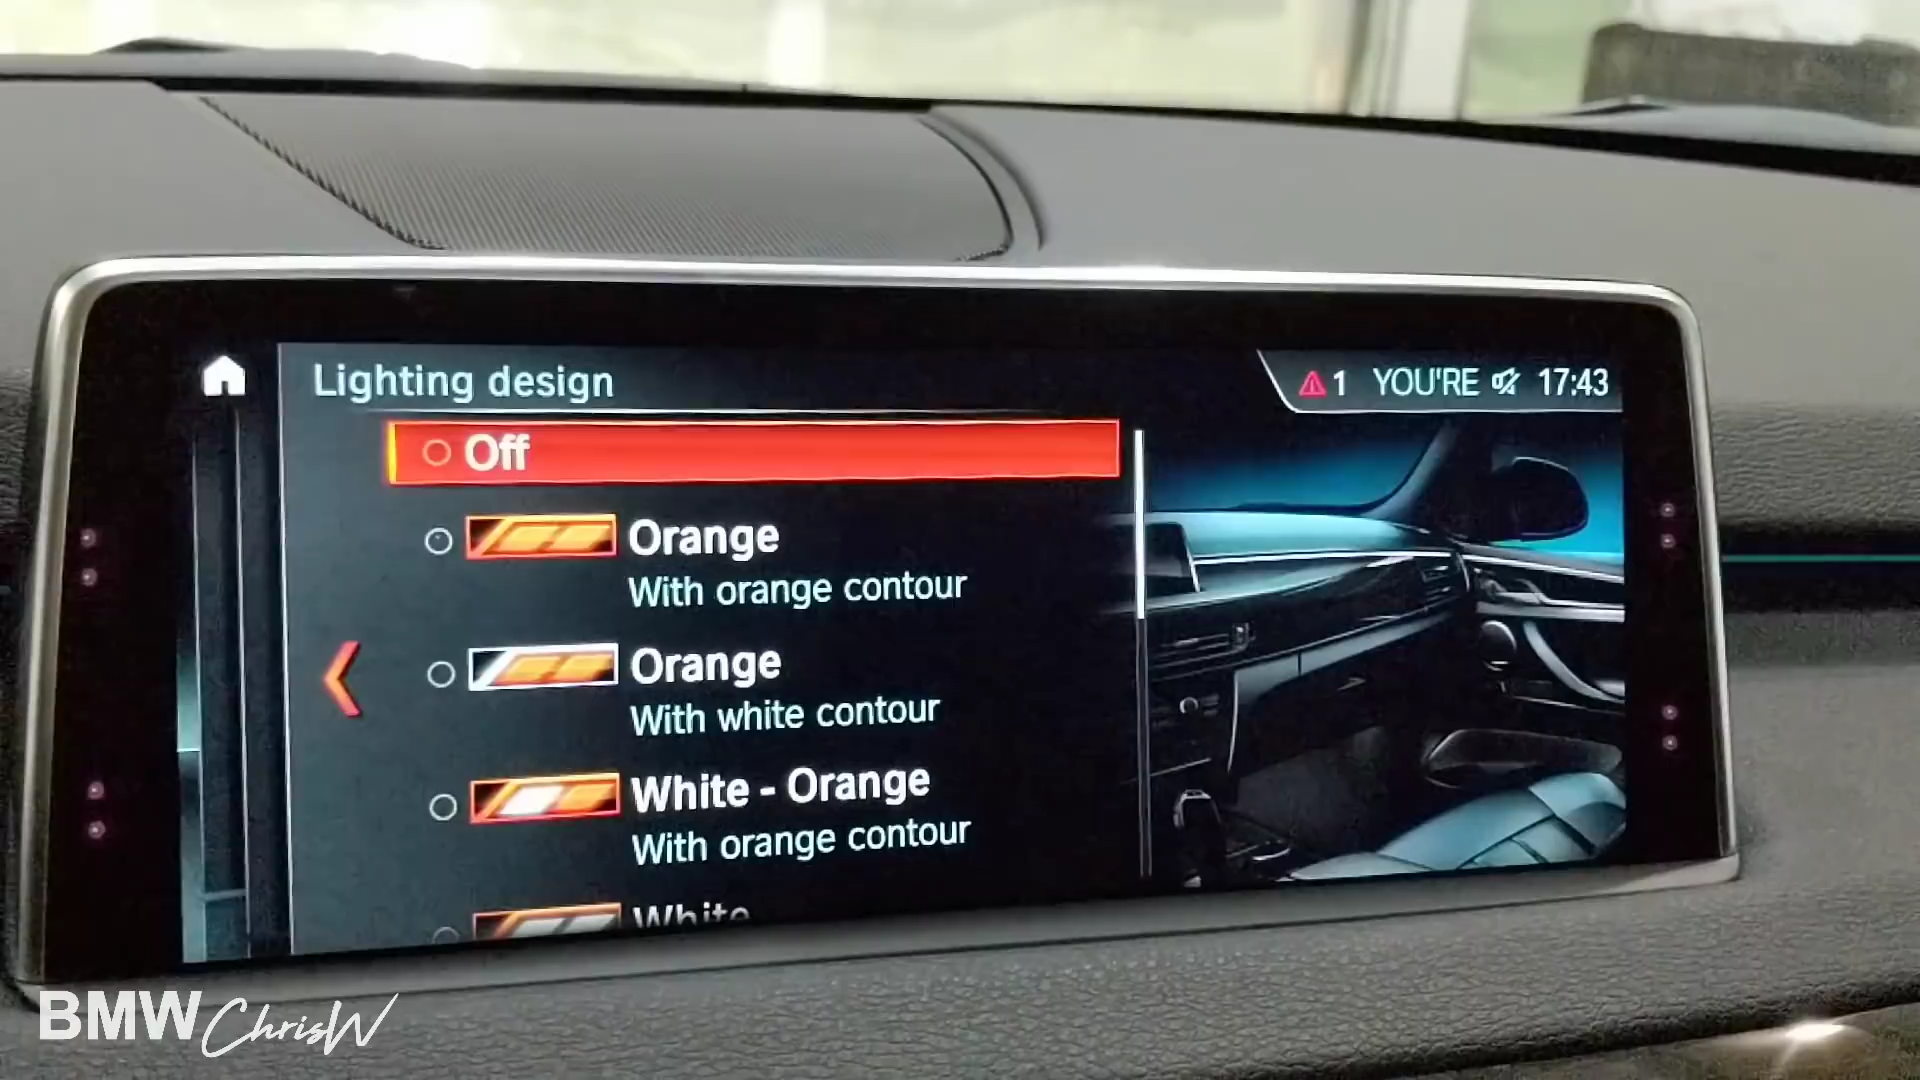 Lighting design
1 YOU'RE 17:43
Off
Orange
With orange contour
Orange
With white contour
White - Orange
With orange contour
White
BMW ChrisW